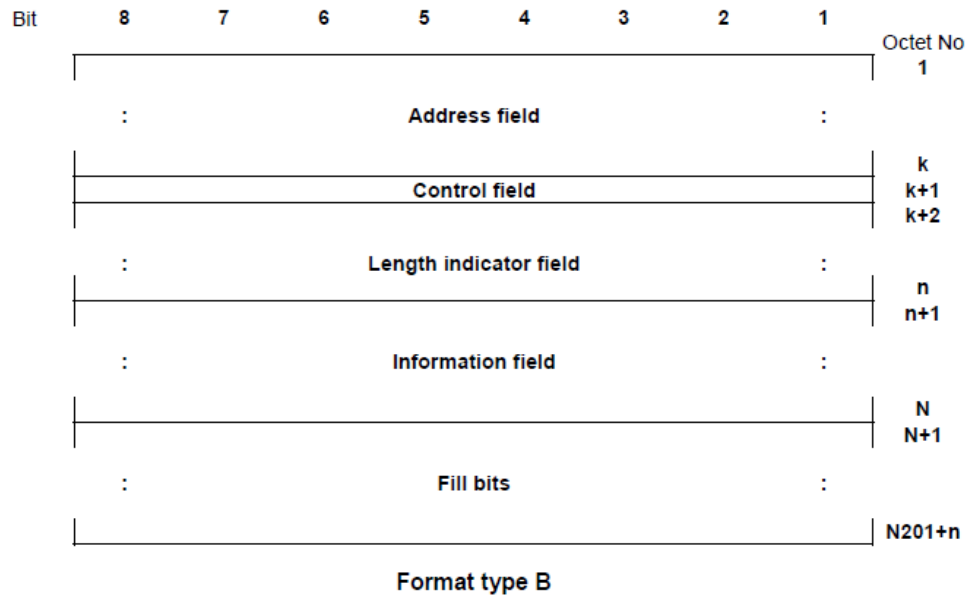 Bit 8 7 6 5 4 3 2 1
Octet No
1
: Address field :
k
Control field k+1
k+2
: Length indicator field :
n
n+1
: Information field :
N
N+1
: Fill bits :
N201+n
Format type B